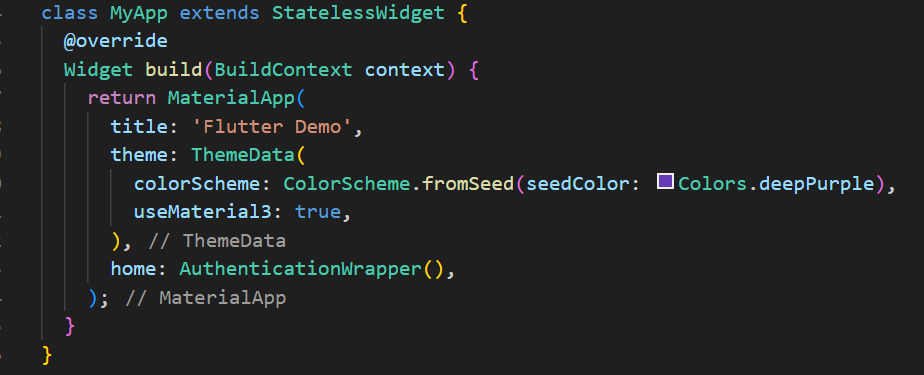 class MyApp extends StatelessWidget {
  @override
  Widget build(BuildContext context) {
    return MaterialApp(
      title: 'Flutter Demo',
      theme: ThemeData(
        colorScheme: ColorScheme.fromSeed(seedColor: Colors.deepPurple),
        useMaterial3: true,
      ), // ThemeData
      home: AuthenticationWrapper(),
    ); // MaterialApp
  }
}